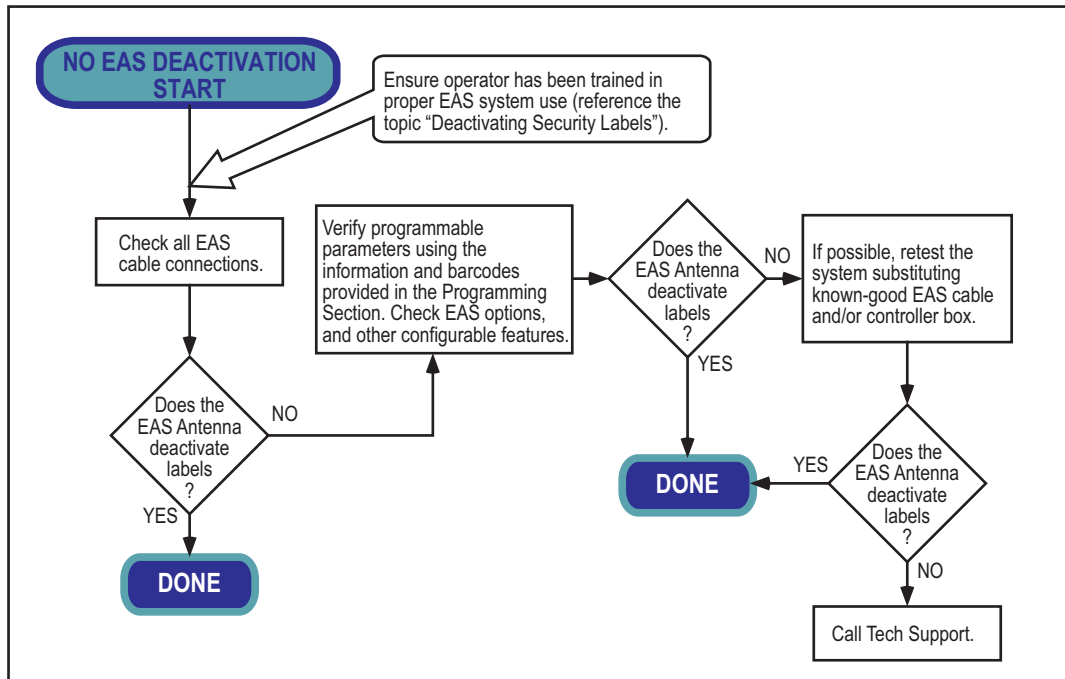 NO EAS DEACTIVATION
START
Ensure operator has been trained in
proper EAS system use (reference the
topic “Deactivating Security Labels”).
Check all EAS
cable connections.
Does the
EAS Antenna
deactivate
labels
?
NO
YES
DONE
Verify programmable
parameters using the
information and barcodes
provided in the Programming
Section. Check EAS options,
and other configurable features.
Does the
EAS Antenna
deactivate
labels
?
NO
YES
DONE
If possible, retest the
system substituting
known-good EAS cable
and/or controller box.
Does the
EAS Antenna
deactivate
labels
?
YES
NO
Call Tech Support.